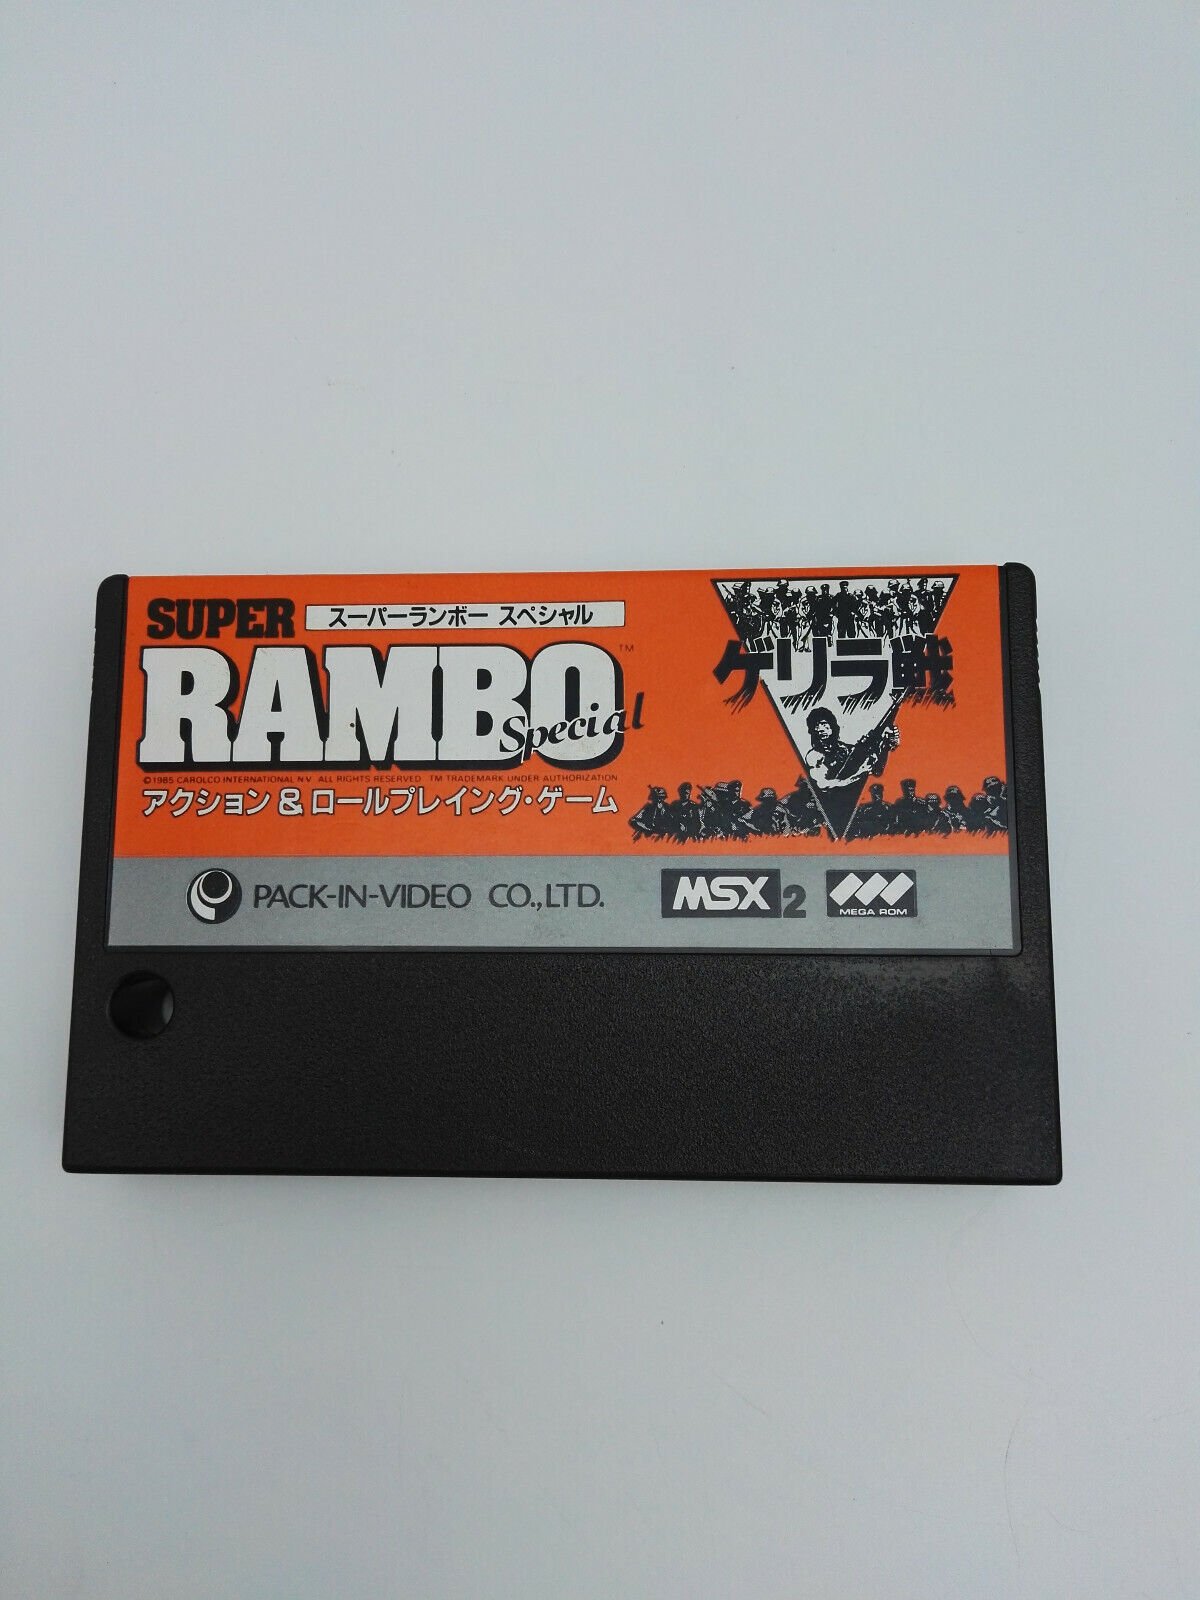 SUPER
スーパーランボー スペシャル
RAMBO™
Special
©1985 CAROLCO INTERNATIONAL N.V. ALL RIGHTS RESERVED TM TRADEMARK UNDER AUTHORIZATION
アクション&ロールプレイング・ゲーム
ゲリラ戦
PACK-IN-VIDEO CO.,LTD.
MSX2
MEGA ROM